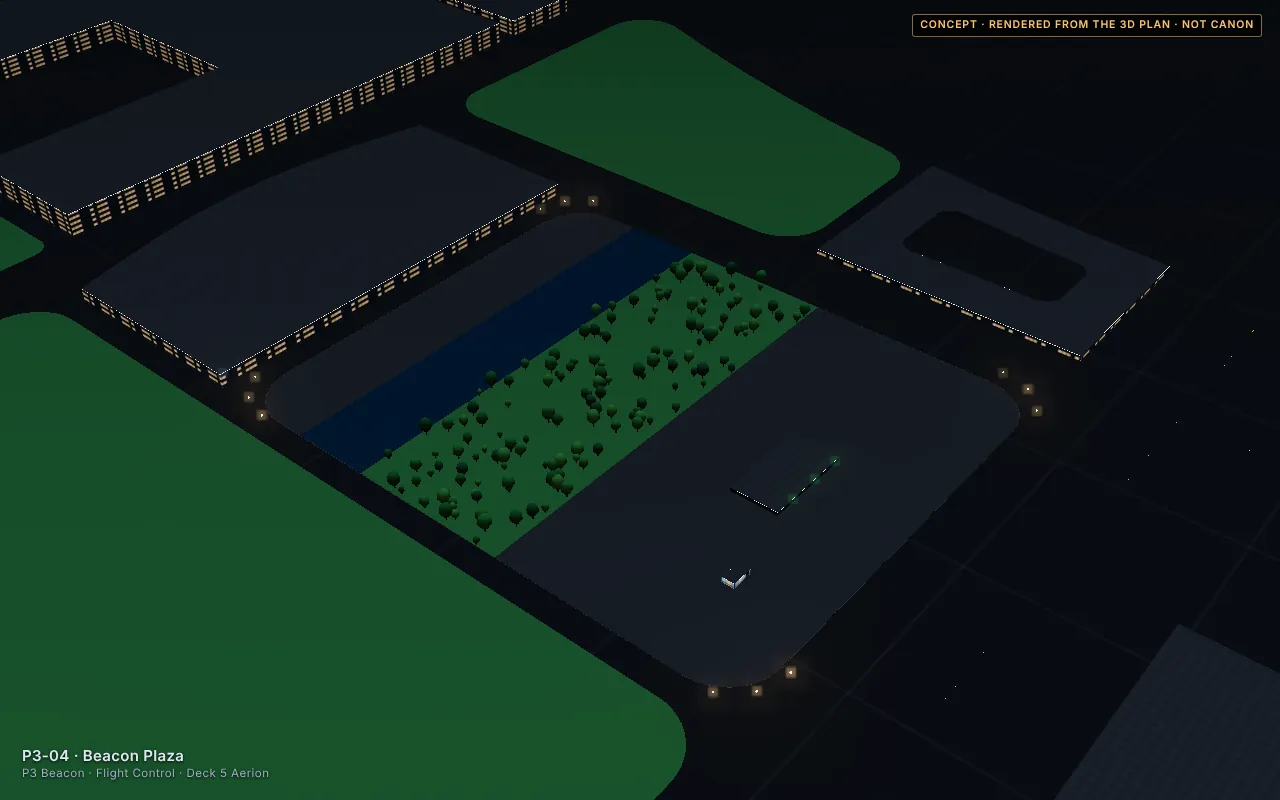 CONCEPT · RENDERED FROM THE 3D PLAN · NOT CANON
P3-04 · Beacon Plaza
P3 Beacon · Flight Control · Deck 5 Aerion